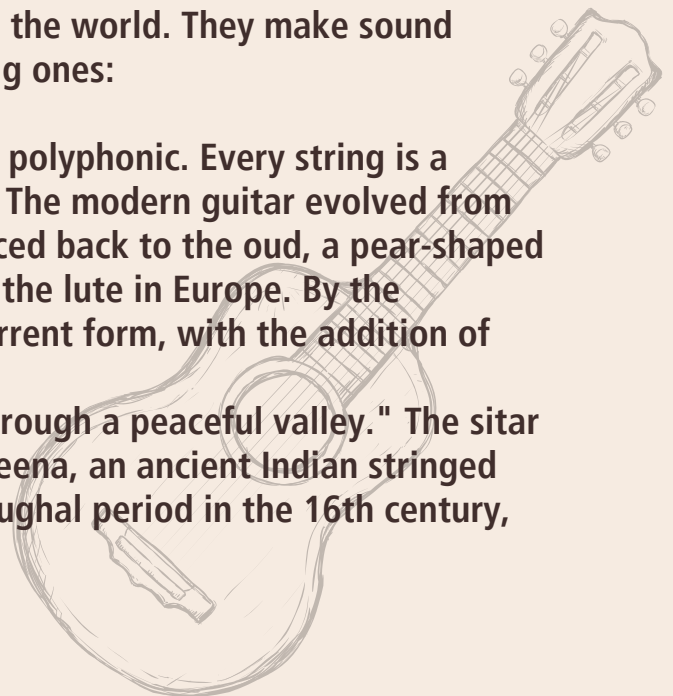 the world. They make sound
g ones:
polyphonic. Every string is a
The modern guitar evolved from
ced back to the oud, a pear-shaped
the lute in Europe. By the
rrent form, with the addition of
rough a peaceful valley." The sitar
eena, an ancient Indian stringed
ughal period in the 16th century,